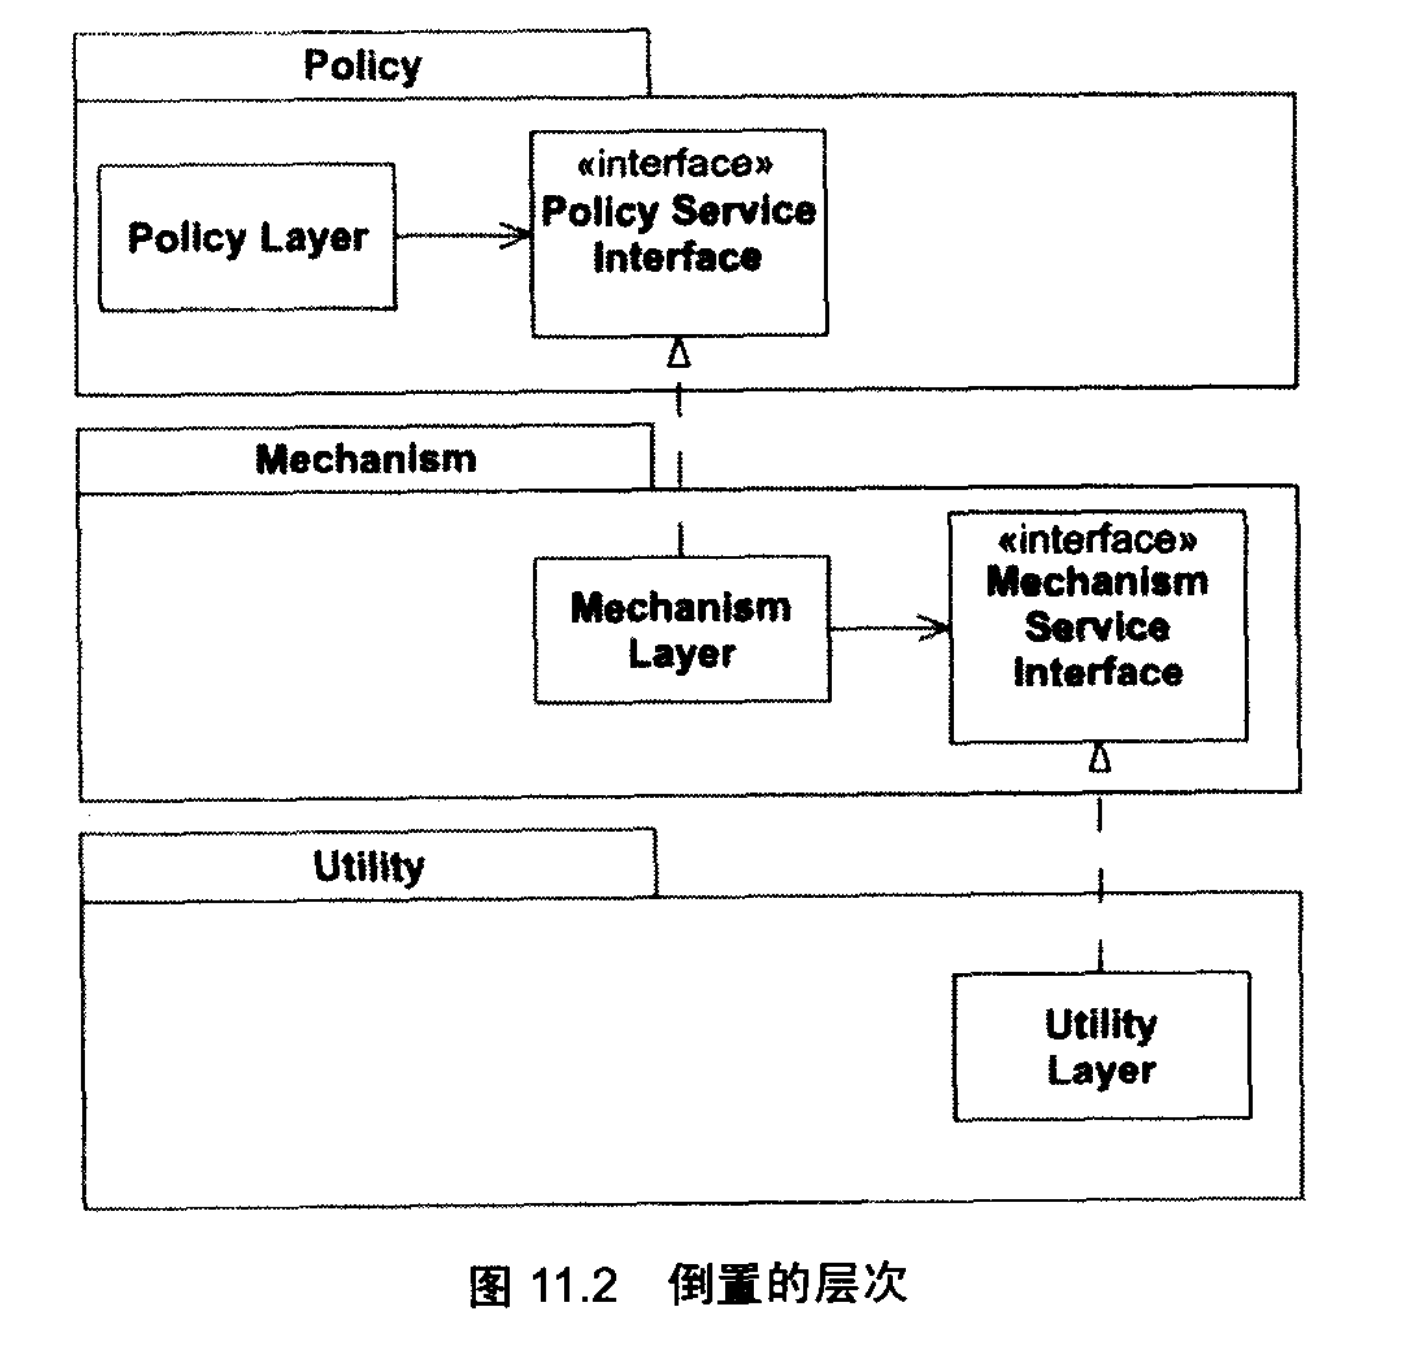 Policy
Policy Layer
«interface»
Policy Service
Interface
Mechanism
Mechanism
Layer
«interface»
Mechanism
Service
Interface
Utility
Utility
Layer
图 11.2 倒置的层次